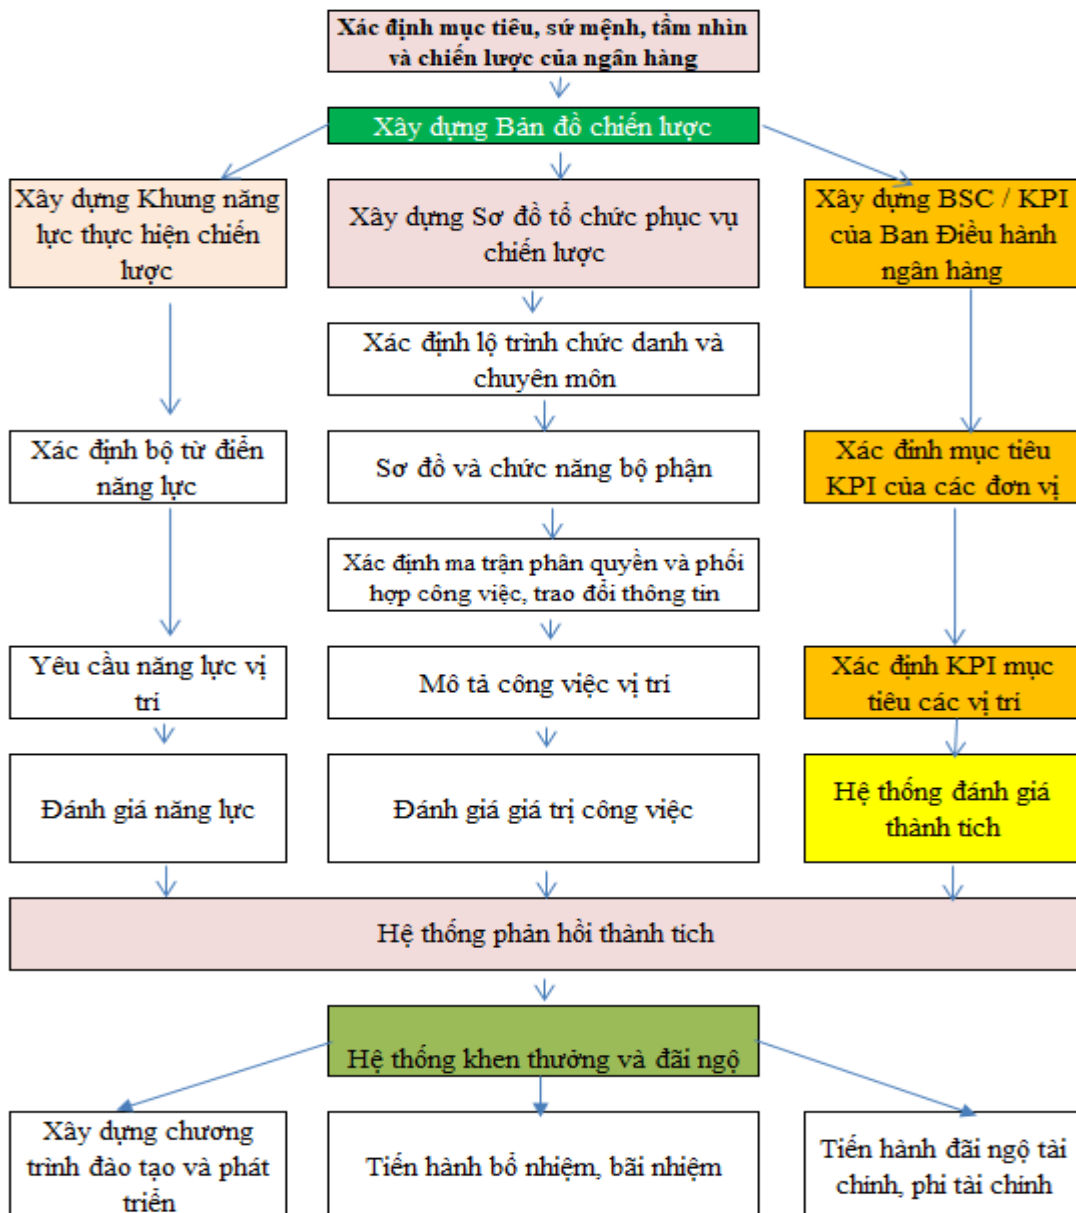 Xác định mục tiêu, sứ mệnh, tầm nhìn
và chiến lược của ngân hàng
Xây dựng Bản đồ chiến lược
Xây dựng Khung năng
lực thực hiện chiến
lược
Xây dựng Sơ đồ tổ chức phục vụ
chiến lược
Xây dựng BSC / KPI
của Ban Điều hành
ngân hàng
Xác định lộ trình chức danh và
chuyên môn
Xác định bộ từ điển
năng lực
Sơ đồ và chức năng bộ phận
Xác đinh mục tiêu
KPI của các đơn vị
Xác định ma trận phân quyền và phối
hợp công việc, trao đổi thông tin
Yêu cầu năng lực vị
trí
Mô tả công việc vị trí
Xác định KPI mục
tiêu các vị trí
Đánh giá năng lực
Đánh giá giá trị công việc
Hệ thống đánh giá
thành tích
Hệ thống phản hồi thành tích
Hệ thống khen thưởng và đãi ngộ
Xây dựng chương
trình đào tạo và phát
triển
Tiến hành bổ nhiệm, bãi nhiệm
Tiến hành đãi ngộ tài
chính, phi tài chính